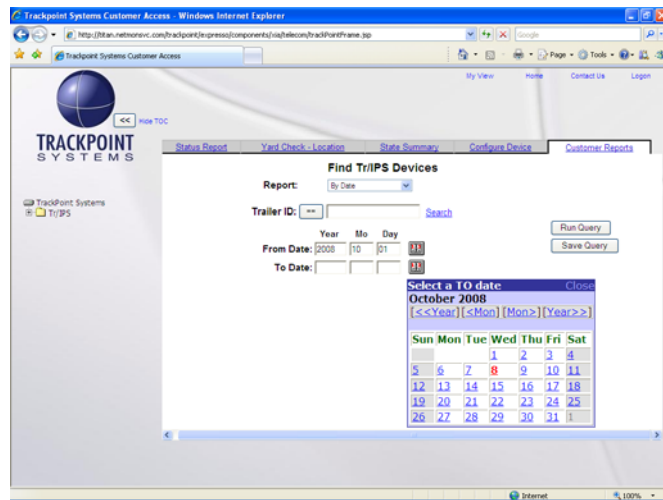 Trackpoint Systems Customer Access - Windows Internet Explorer
http://titan.netmonsvc.com/trackpoint/expresso/components/via/telecom/trackPointFrame.jsp
Google
Trackpoint Systems Customer Access
Page
Tools
My View Home Contact Us Logon
<< Hide TOC
TRACKPOINT
SYSTEMS
Status Report Yard Check - Location State Summary Configure Device Customer Reports
Find Tr/IPS Devices
Report: By Date
TrackPoint Systems
Tr/IPS
Trailer ID: == Search
Run Query
Year Mo Day
Save Query
From Date: 2008 10 01
To Date:
Select a TO date Close
October 2008
[<<Year] [<Mon] [Mon>] [Year>>]
Sun Mon Tue Wed Thu Fri Sat
1 2 3 4
5 6 7 8 9 10 11
12 13 14 15 16 17 18
19 20 21 22 23 24 25
26 27 28 29 30 31 1
Internet 100%